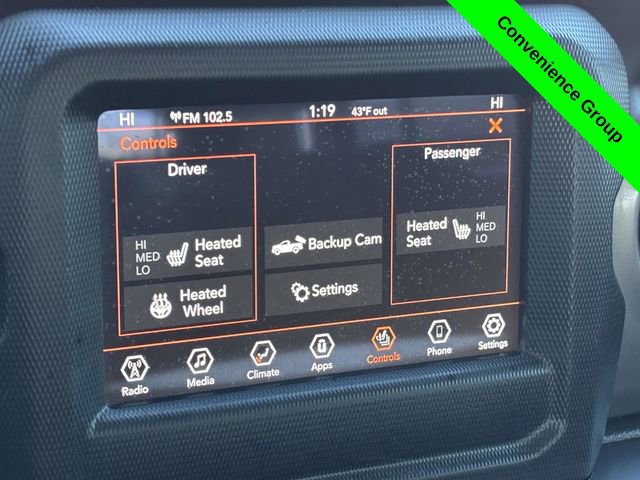 Convenience Group
HI FM 102.5 1:19 43°F out HI
Controls
Driver
Passenger
HI
MED
LO
Heated
Seat
Backup Cam
Heated
Seat
HI
MED
LO
Heated
Wheel
Settings
Radio
Media
Climate
Apps
Controls
Phone
Settings